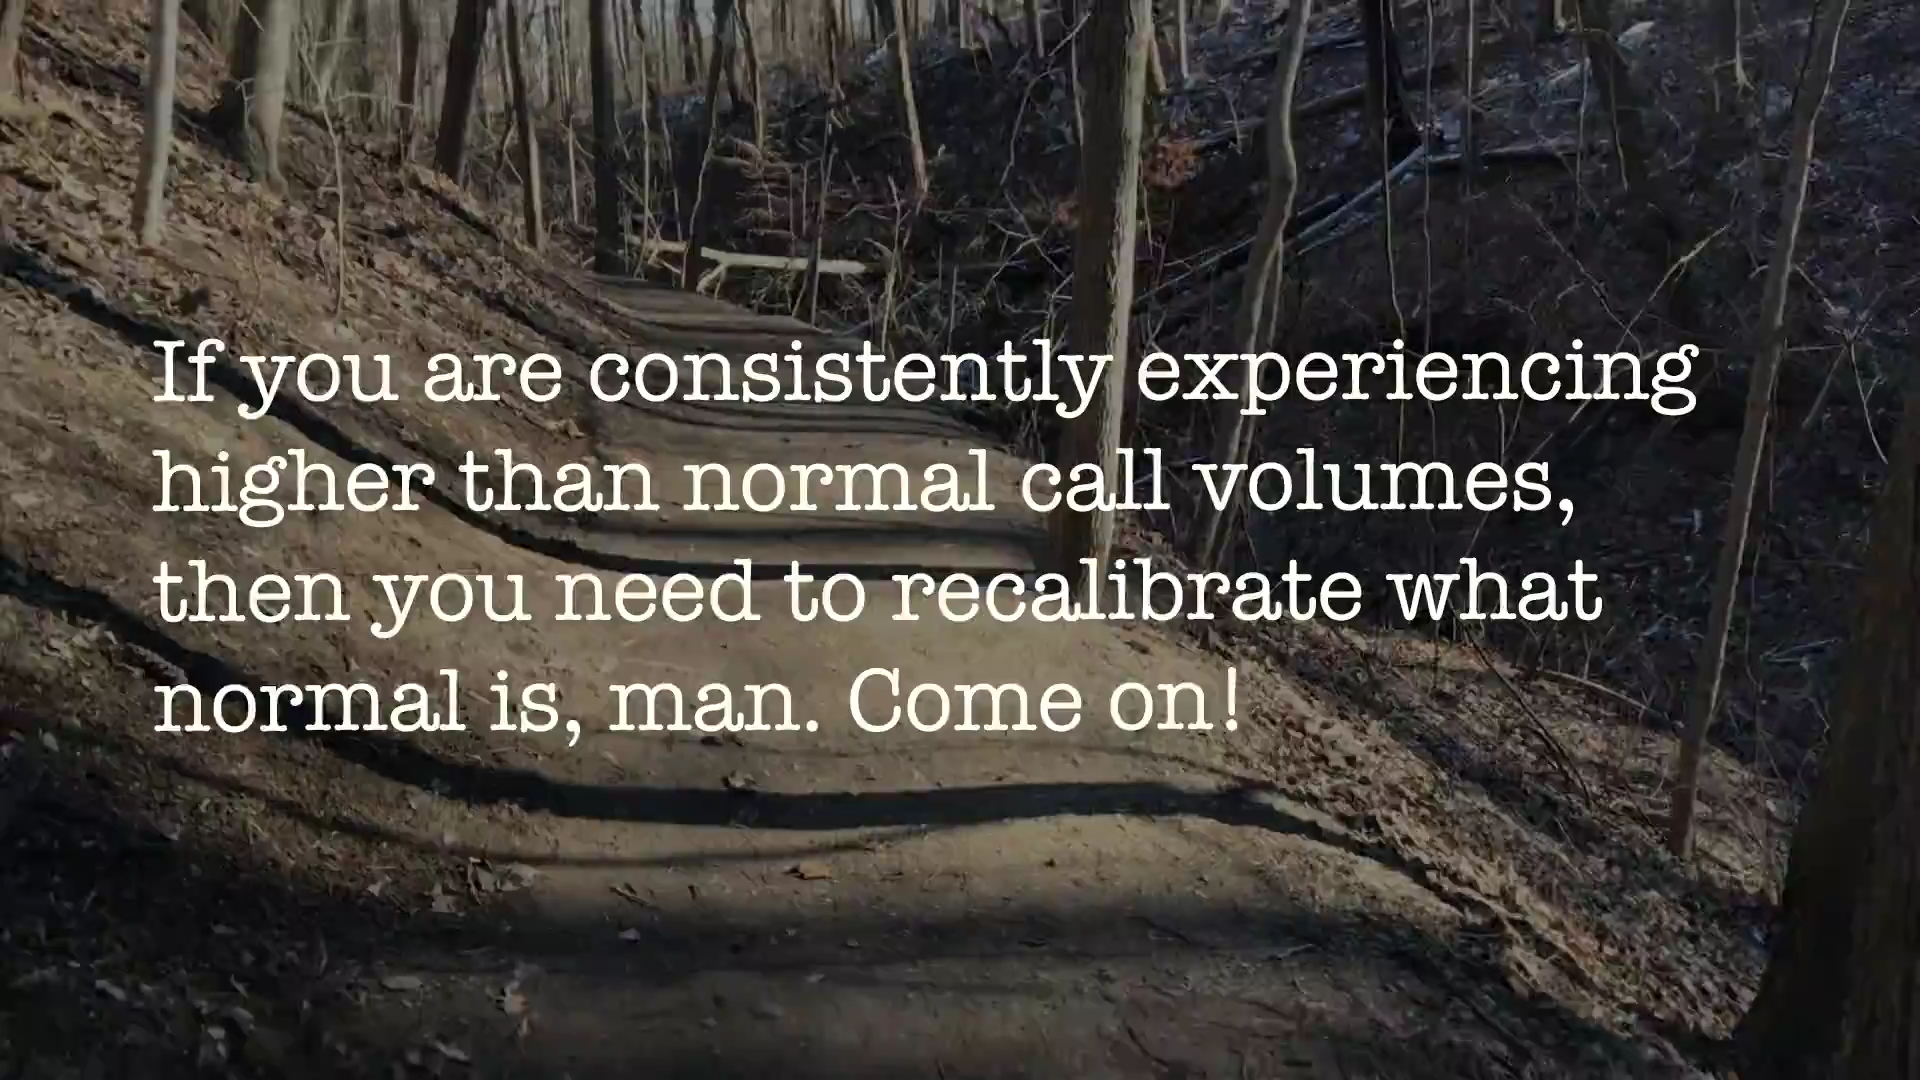 If you are consistently experiencing
higher than normal call volumes,
then you need to recalibrate what
normal is, man. Come on!